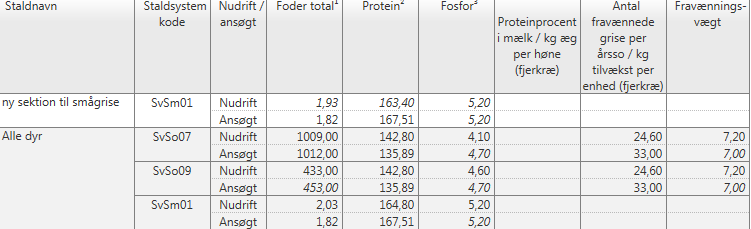 Staldnavn Staldsystem kode Nudrift / ansøgt Foder total¹ Protein² Fosfor³ Proteinprocent i mælk / kg æg per høne (fjerkræ) Antal fravænnede grise per årsso / kg tilvækst per enhed (fjerkræ) Fravænnings-vægt
ny sektion til smågrise SvSm01 Nudrift 1,93 163,40 5,20
Ansøgt 1,82 167,51 5,20
Alle dyr SvSo07 Nudrift 1009,00 142,80 4,10 24,60 7,20
Ansøgt 1012,00 135,89 4,70 33,00 7,00
SvSo09 Nudrift 433,00 142,80 4,60 24,60 7,20
Ansøgt 453,00 135,89 4,70 33,00 7,00
SvSm01 Nudrift 2,03 164,80 5,20
Ansøgt 1,82 167,51 5,20